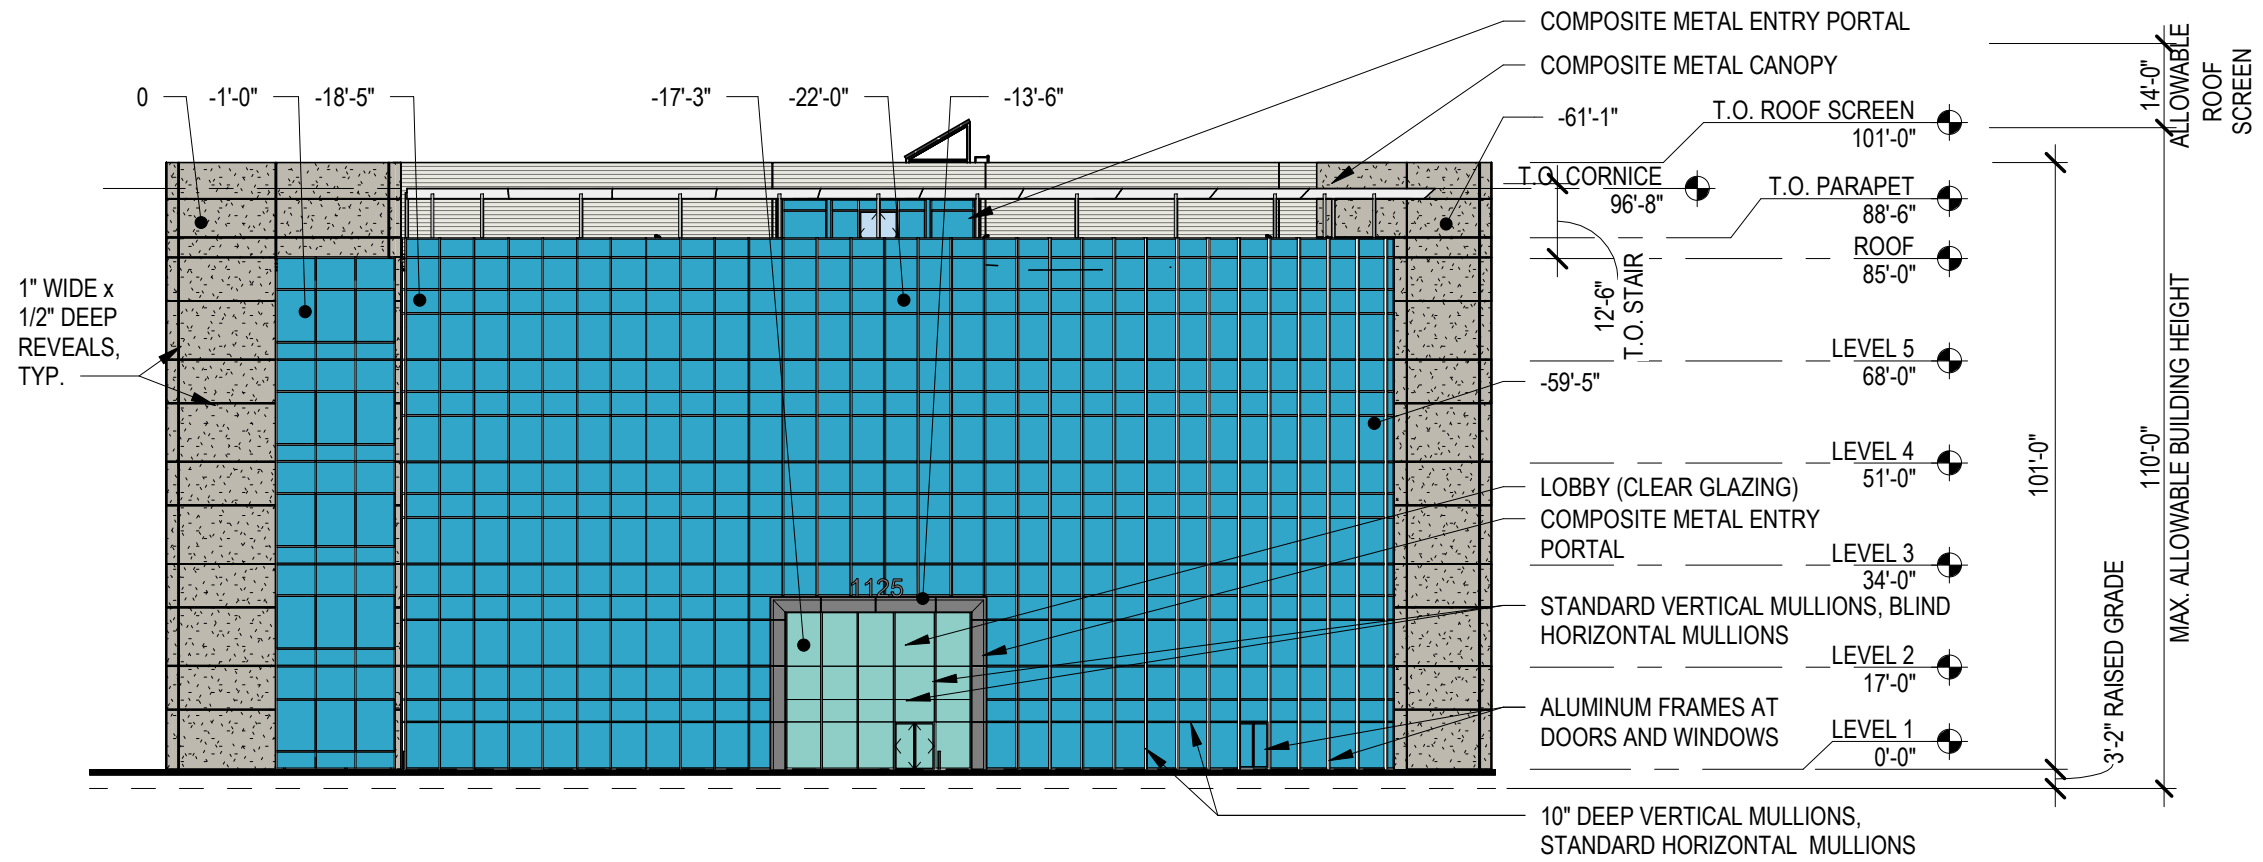 COMPOSITE METAL ENTRY PORTAL
COMPOSITE METAL CANOPY
0
-1'-0"
-18'-5"
-17'-3"
-22'-0"
-13'-6"
-61'-1"
T.O. ROOF SCREEN
101'-0"
14'-0"
ALLOWABLE
ROOF
SCREEN
T.O. CORNICE
96'-8"
T.O. PARAPET
88'-6"
ROOF
85'-0"
12'-6"
T.O. STAIR
1" WIDE x
1/2" DEEP
REVEALS,
TYP.
LEVEL 5
68'-0"
-59'-5"
LEVEL 4
51'-0"
101'-0"
110'-0"
MAX. ALLOWABLE BUILDING HEIGHT
LOBBY (CLEAR GLAZING)
COMPOSITE METAL ENTRY
PORTAL
LEVEL 3
34'-0"
1125
STANDARD VERTICAL MULLIONS, BLIND
HORIZONTAL MULLIONS
LEVEL 2
17'-0"
3'-2" RAISED GRADE
ALUMINUM FRAMES AT
DOORS AND WINDOWS
LEVEL 1
0'-0"
10" DEEP VERTICAL MULLIONS,
STANDARD HORIZONTAL MULLIONS